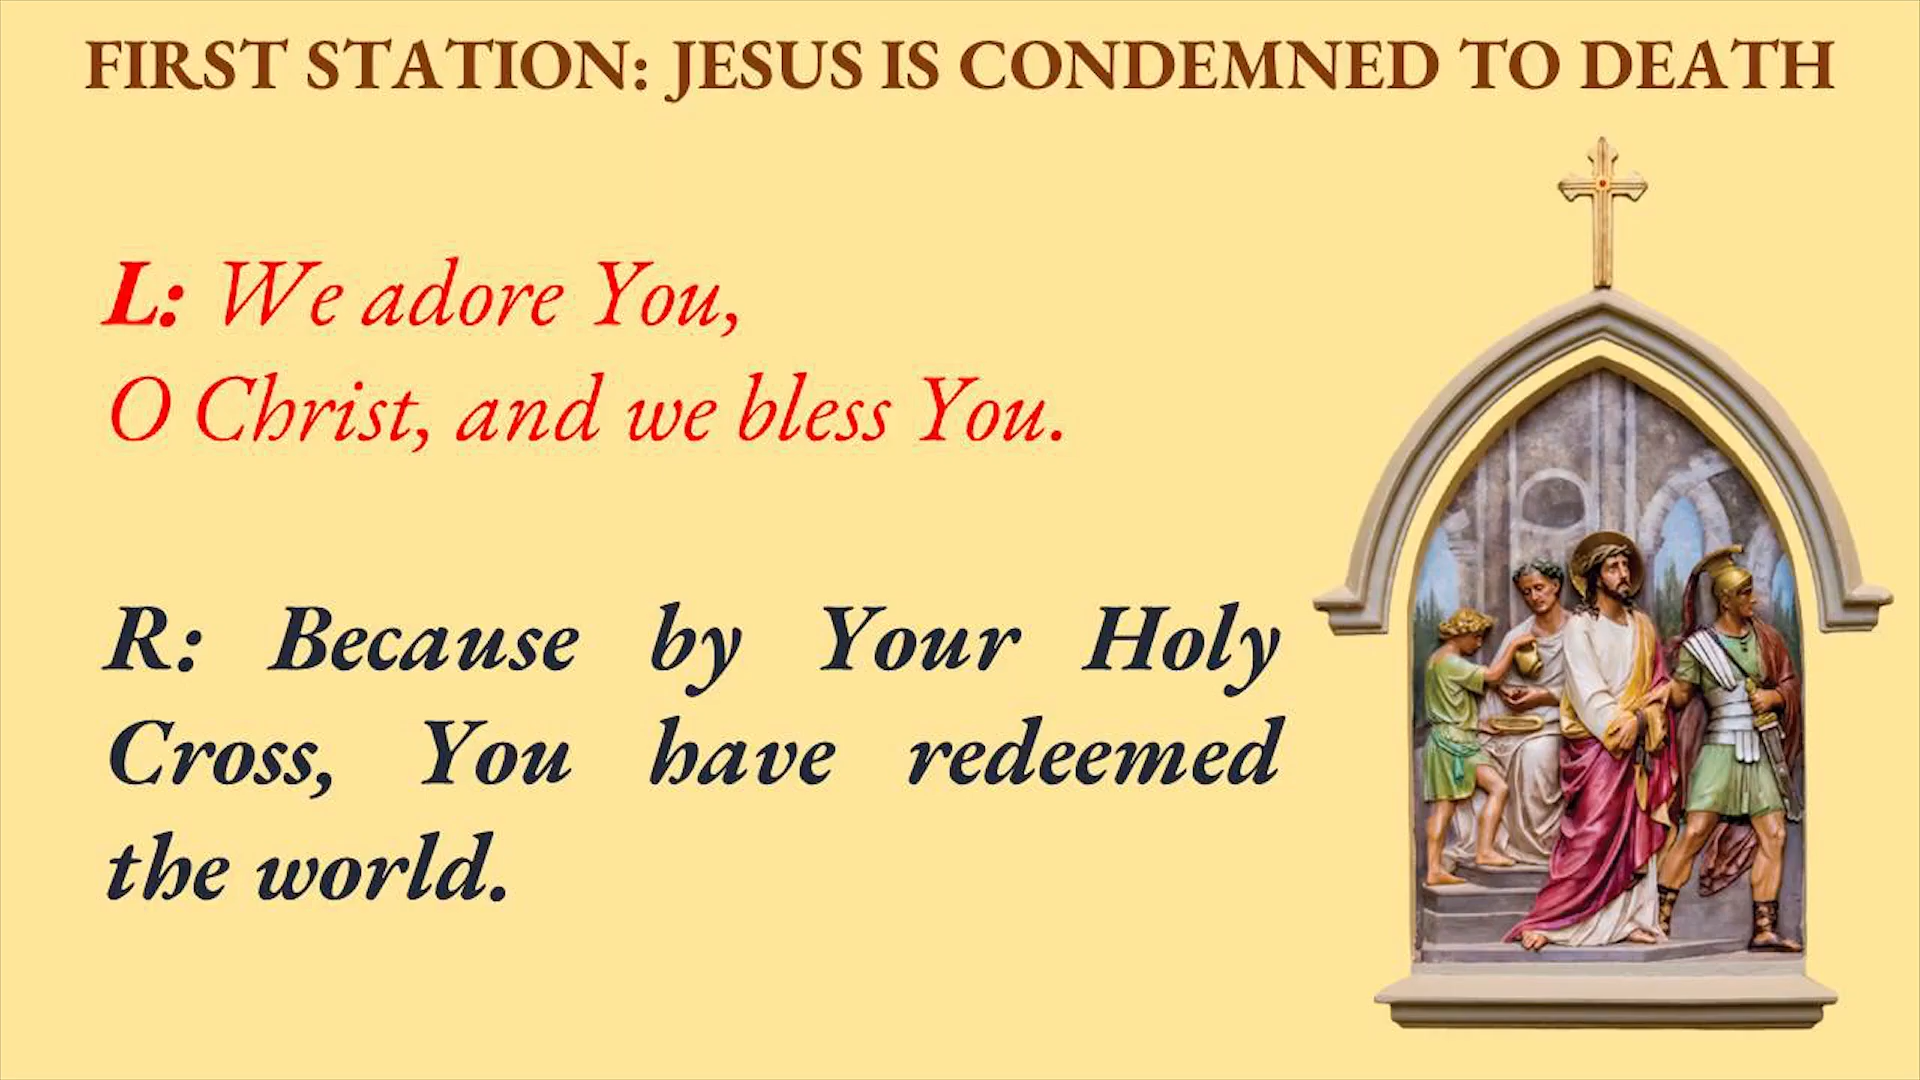 FIRST STATION: JESUS IS CONDEMNED TO DEATH
L: We adore You,
O Christ, and we bless You.
R: Because by Your Holy
Cross, You have redeemed
the world.